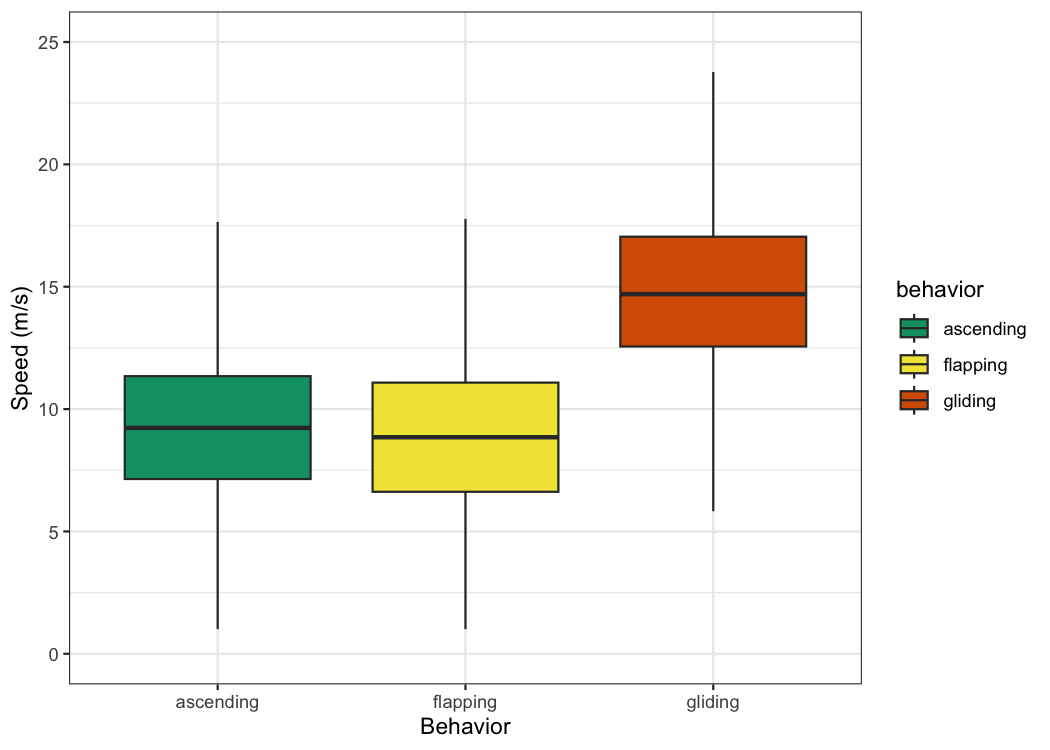 25
20
15
10
5
0
Speed (m/s)
ascending
flapping
gliding
Behavior
behavior
ascending
flapping
gliding